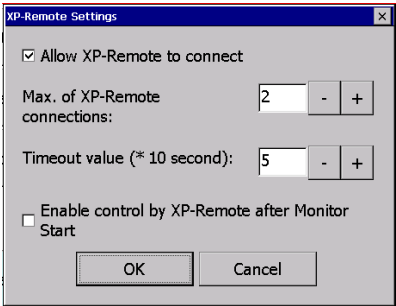 XP-Remote Settings
Allow XP-Remote to connect
Max. of XP-Remote
connections:
2
-
+
Timeout value (* 10 second):
5
-
+
Enable control by XP-Remote after Monitor
Start
OK
Cancel